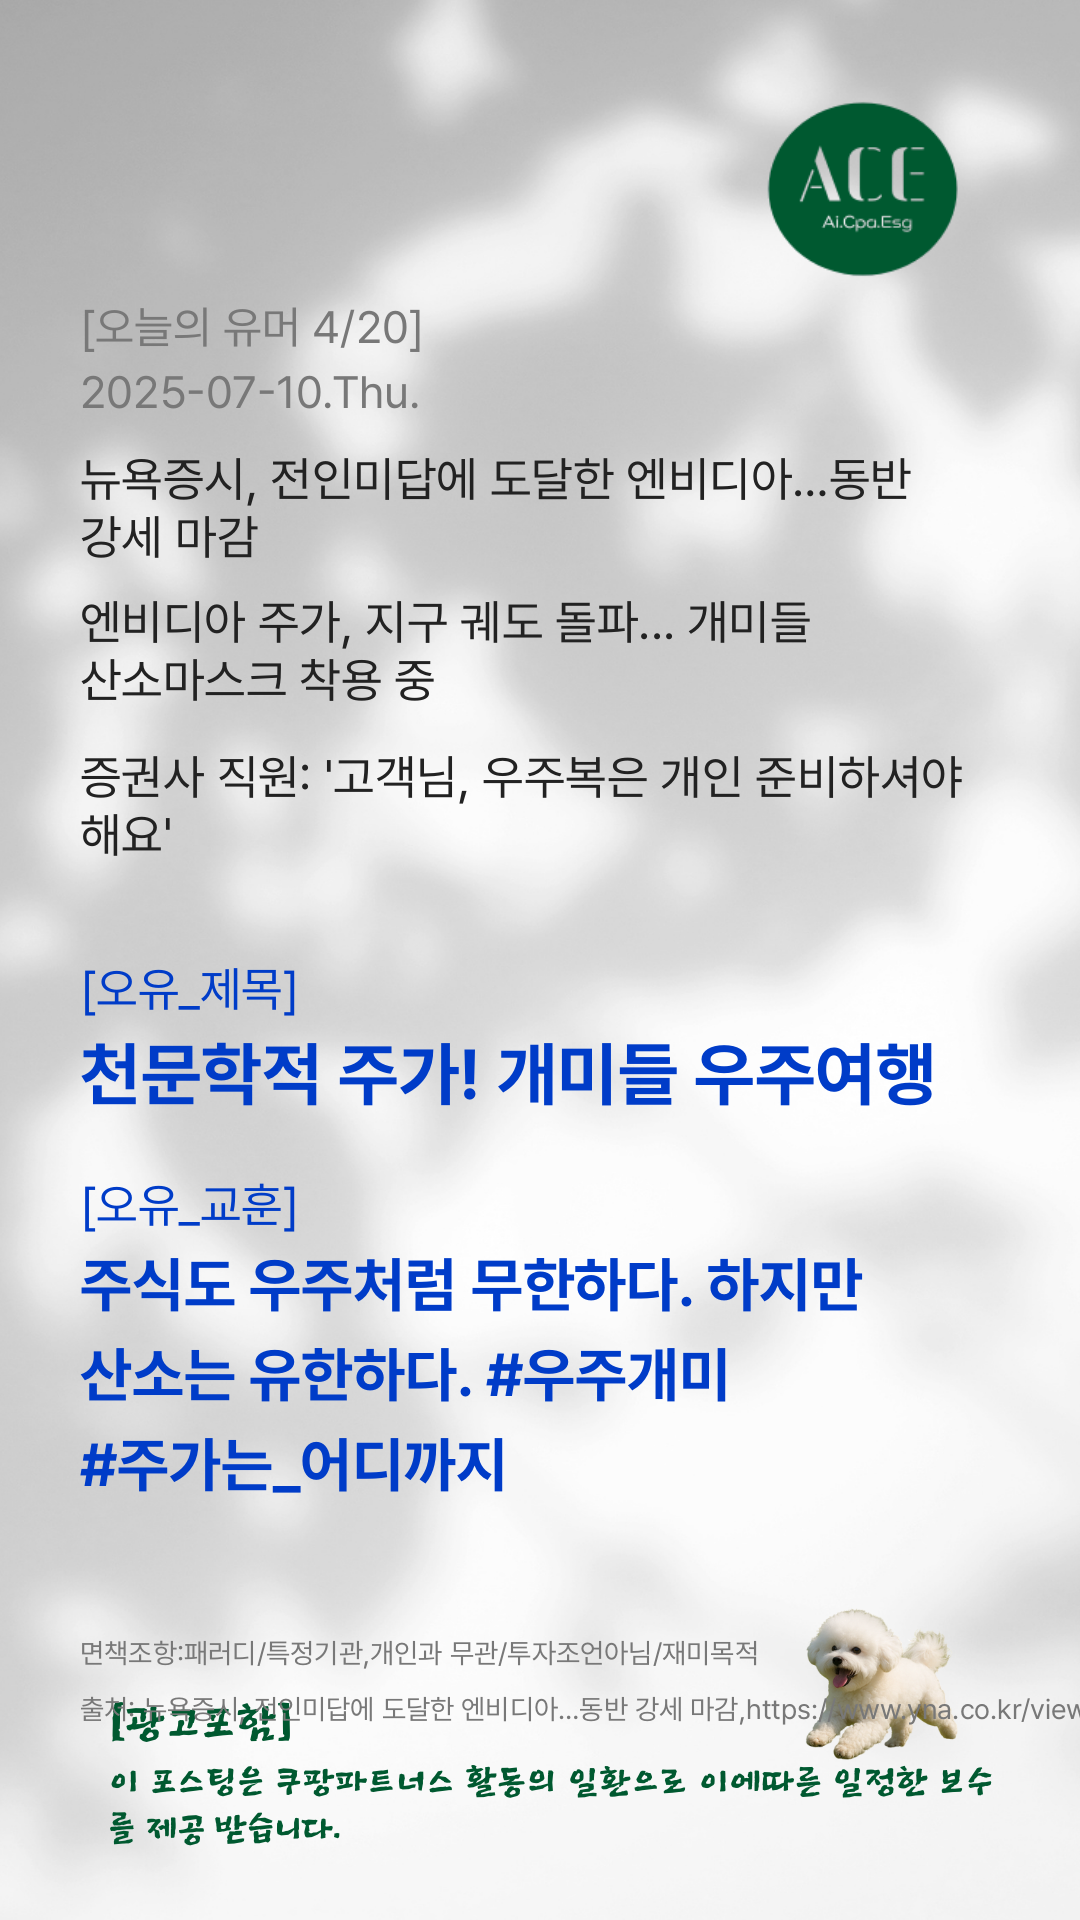 ACE
Ai.Cpa.Esg
[오늘의 유머 4/20]
2025-07-10.Thu.
뉴욕증시, 전인미답에 도달한 엔비디아...동반
강세 마감
엔비디아 주가, 지구 궤도 돌파... 개미들
산소마스크 착용 중
증권사 직원: '고객님, 우주복은 개인 준비하셔야
해요'
[오유_제목]
천문학적 주가! 개미들 우주여행
[오유_교훈]
주식도 우주처럼 무한하다. 하지만
산소는 유한하다. #우주개미
#주가는_어디까지
면책조항:패러디/특정기관,개인과 무관/투자조언아님/재미목적
출처: 뉴욕증시, 전인미답에 도달한 엔비디아...동반 강세 마감,https://www.yna.co.kr/view
[광고포함]
이 포스팅은 쿠팡파트너스 활동의 일환으로 이에따른 일정한 보수
를 제공 받습니다.